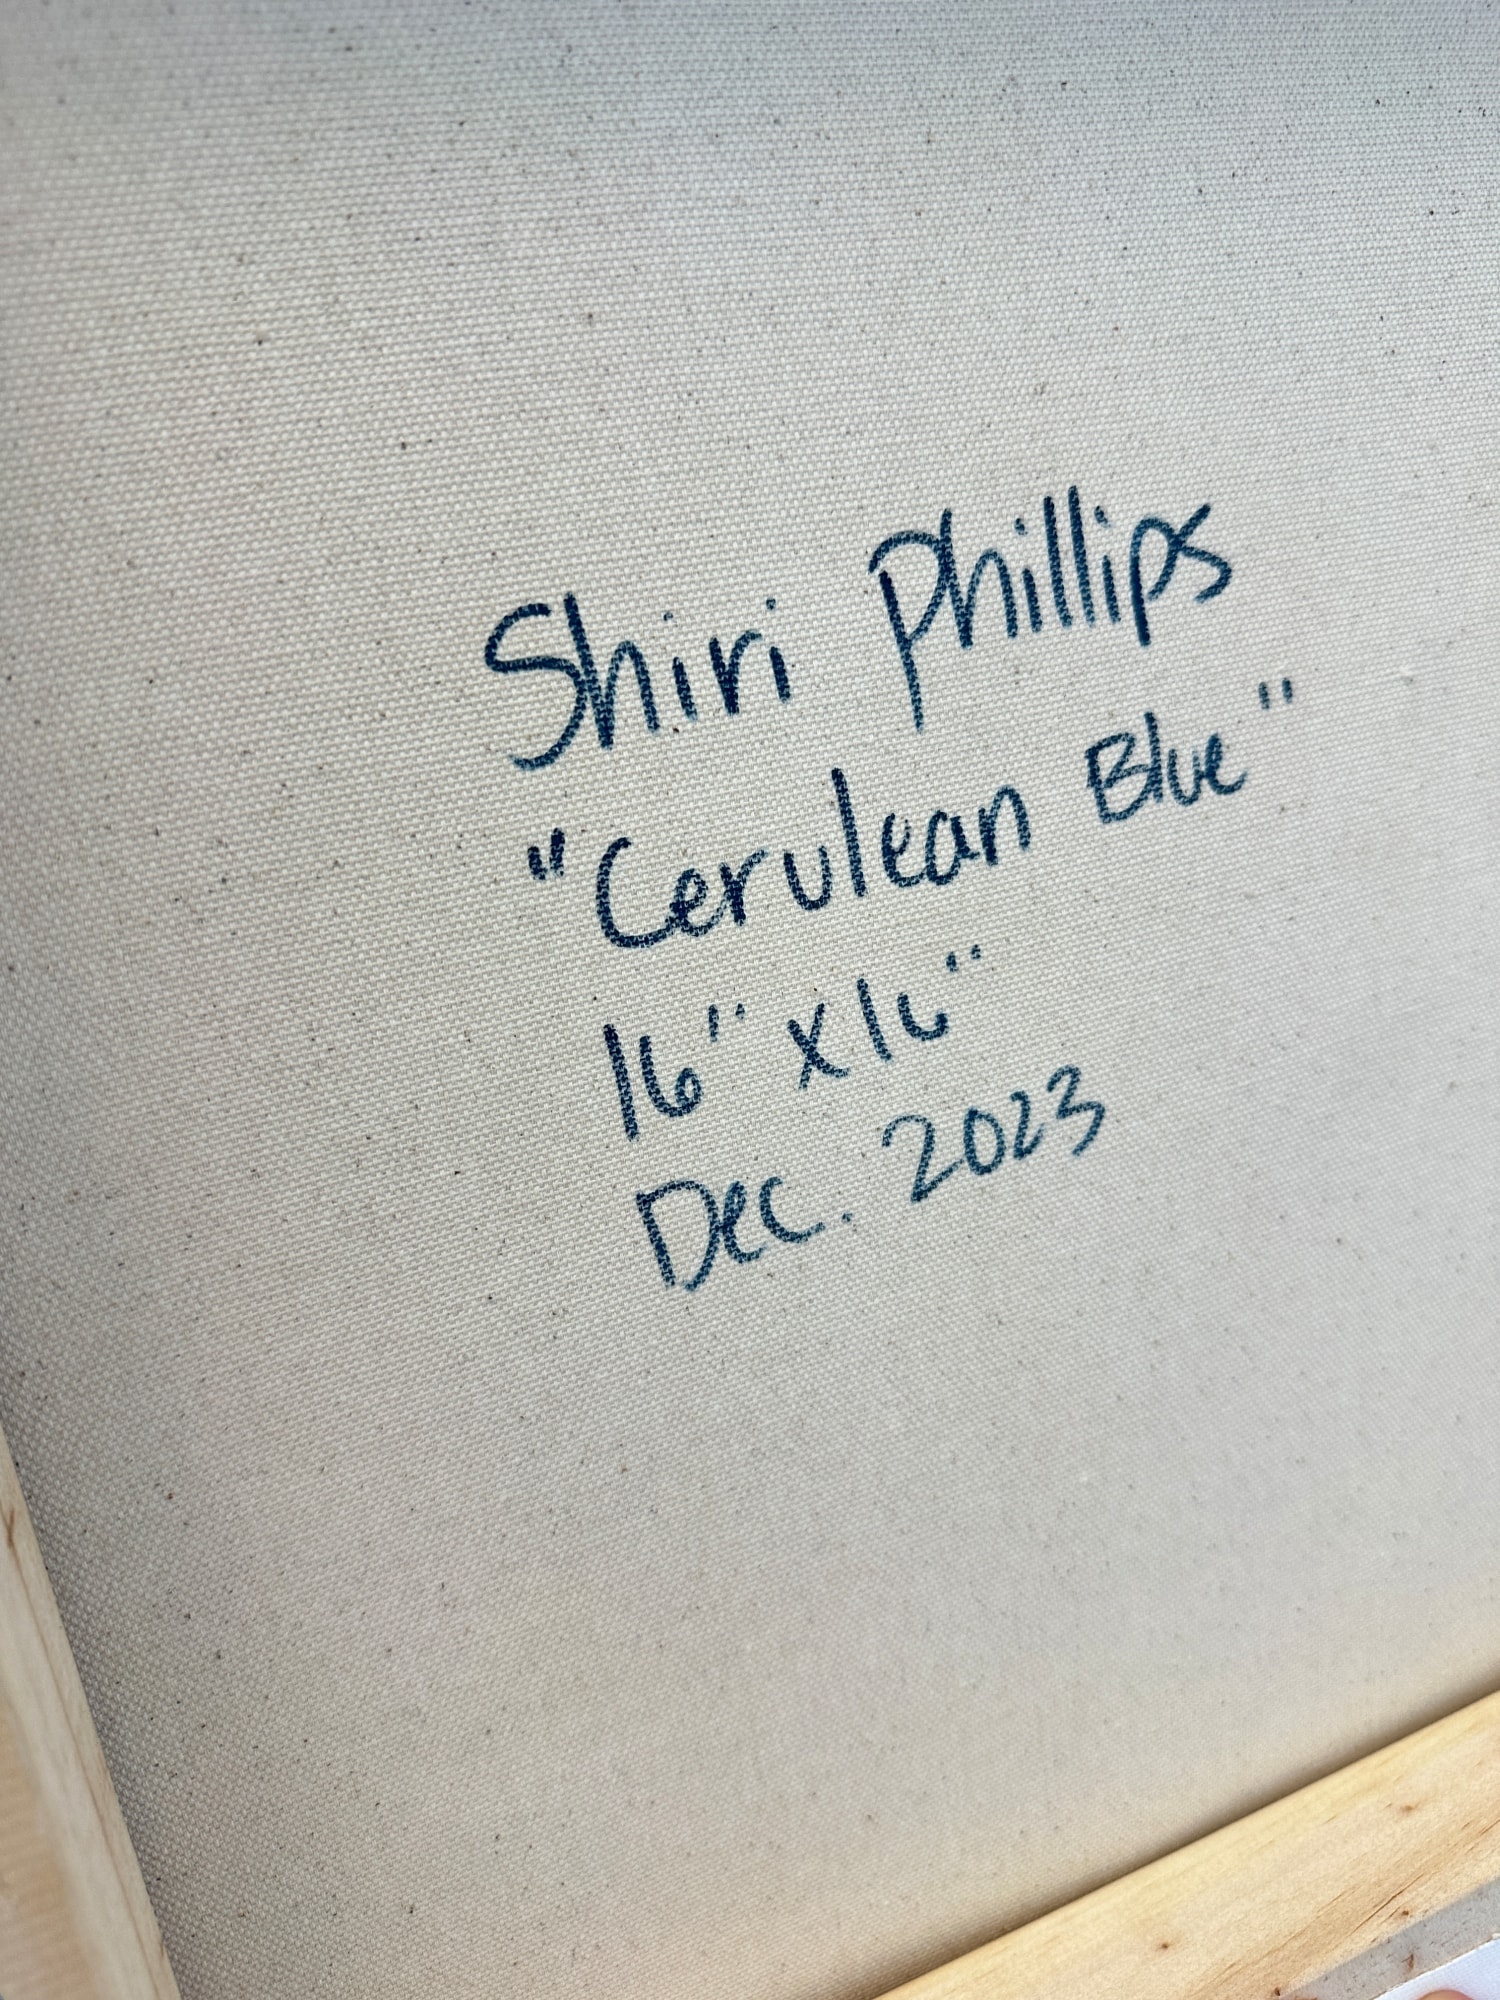 Shiri Phillips
"Cerulean Blue"
16" x 16"
Dec. 2023